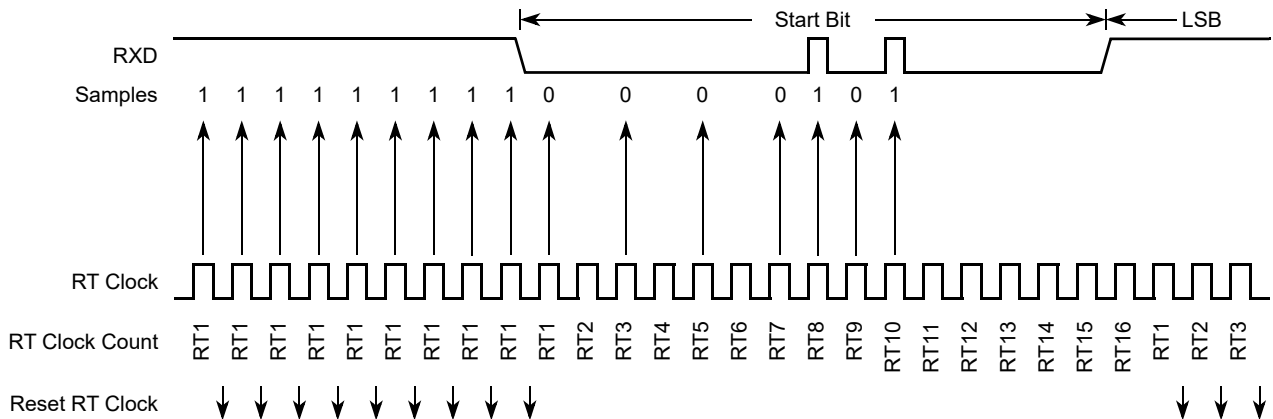 Start Bit LSB
RXD
Samples 1 1 1 1 1 1 1 1 1 0 0 0 0 1 0 1
RT Clock
RT Clock Count RT1 RT1 RT1 RT1 RT1 RT1 RT1 RT1 RT1 RT1 RT2 RT3 RT4 RT5 RT6 RT7 RT8 RT9 RT10 RT11 RT12 RT13 RT14 RT15 RT16 RT1 RT2 RT3
Reset RT Clock